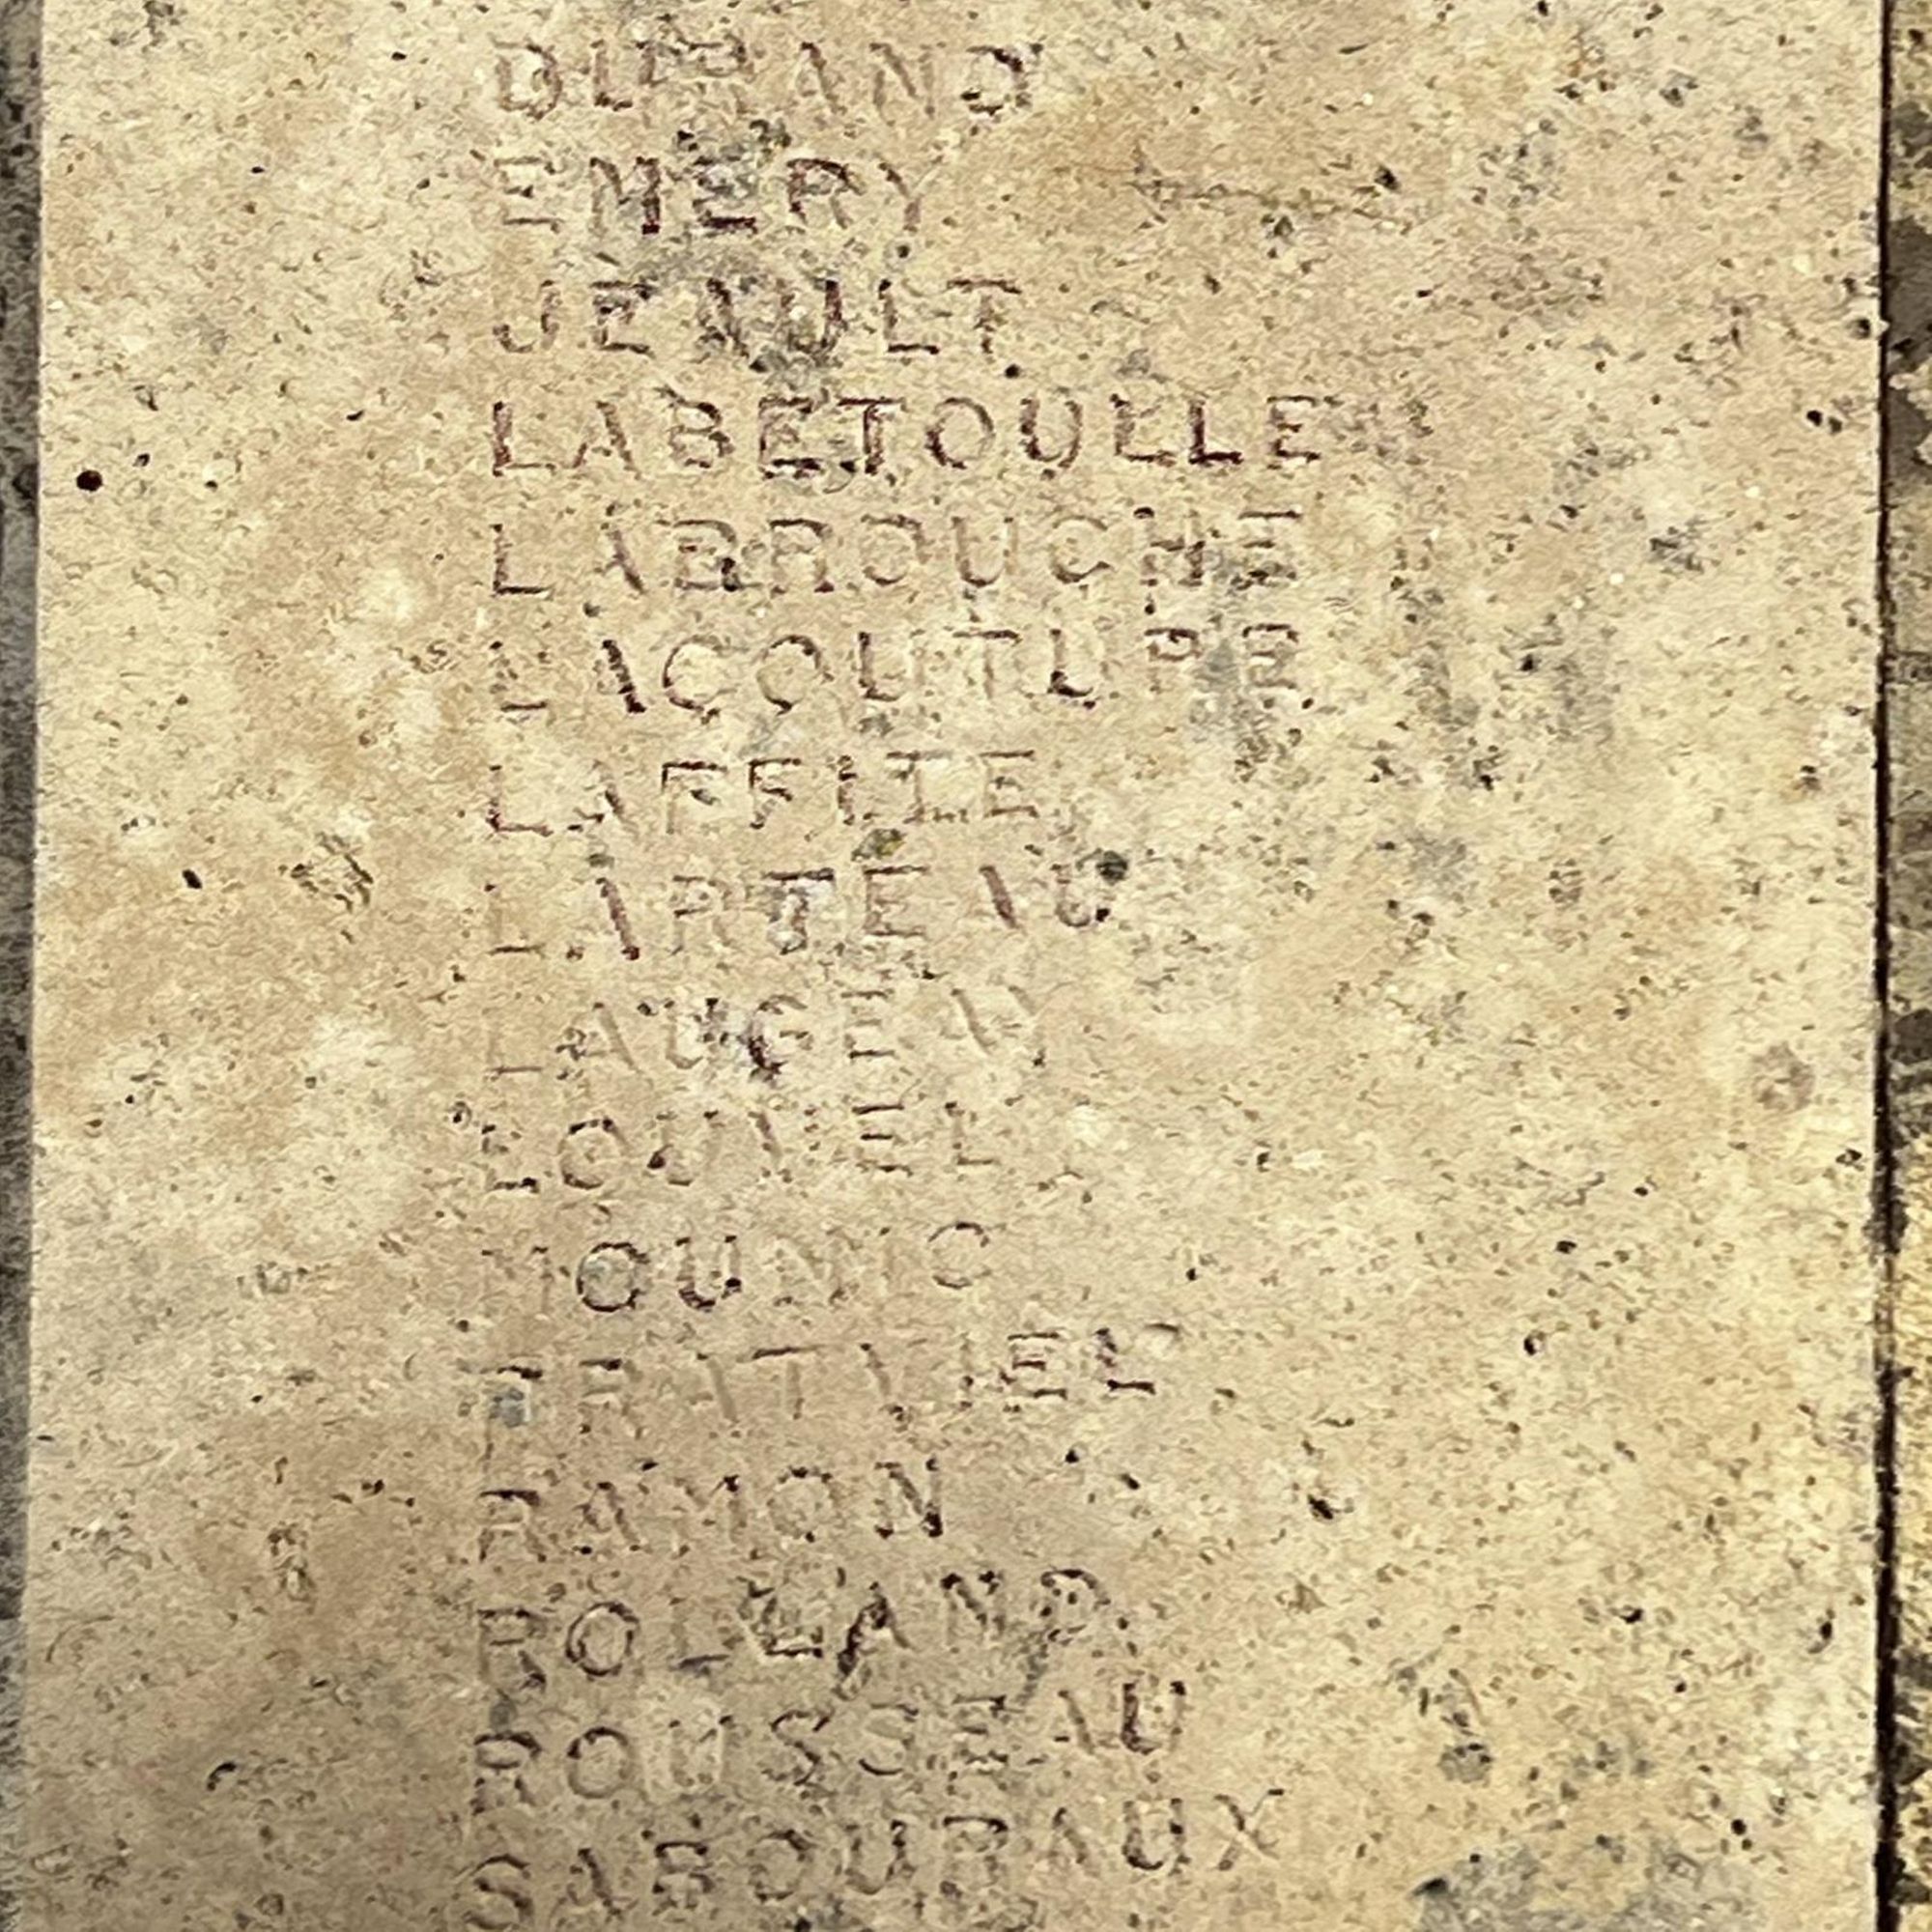 DURAND
EMERY
JENULT
LABETOULLE
LABROUCHE
LACOUTURE
LAFFITE
LARTEAU
LAUGEAY
LOUVEL
MOUNIC
PRATVIEL
RAMON
ROLLAND
ROUSSEAU
SABOURAUX